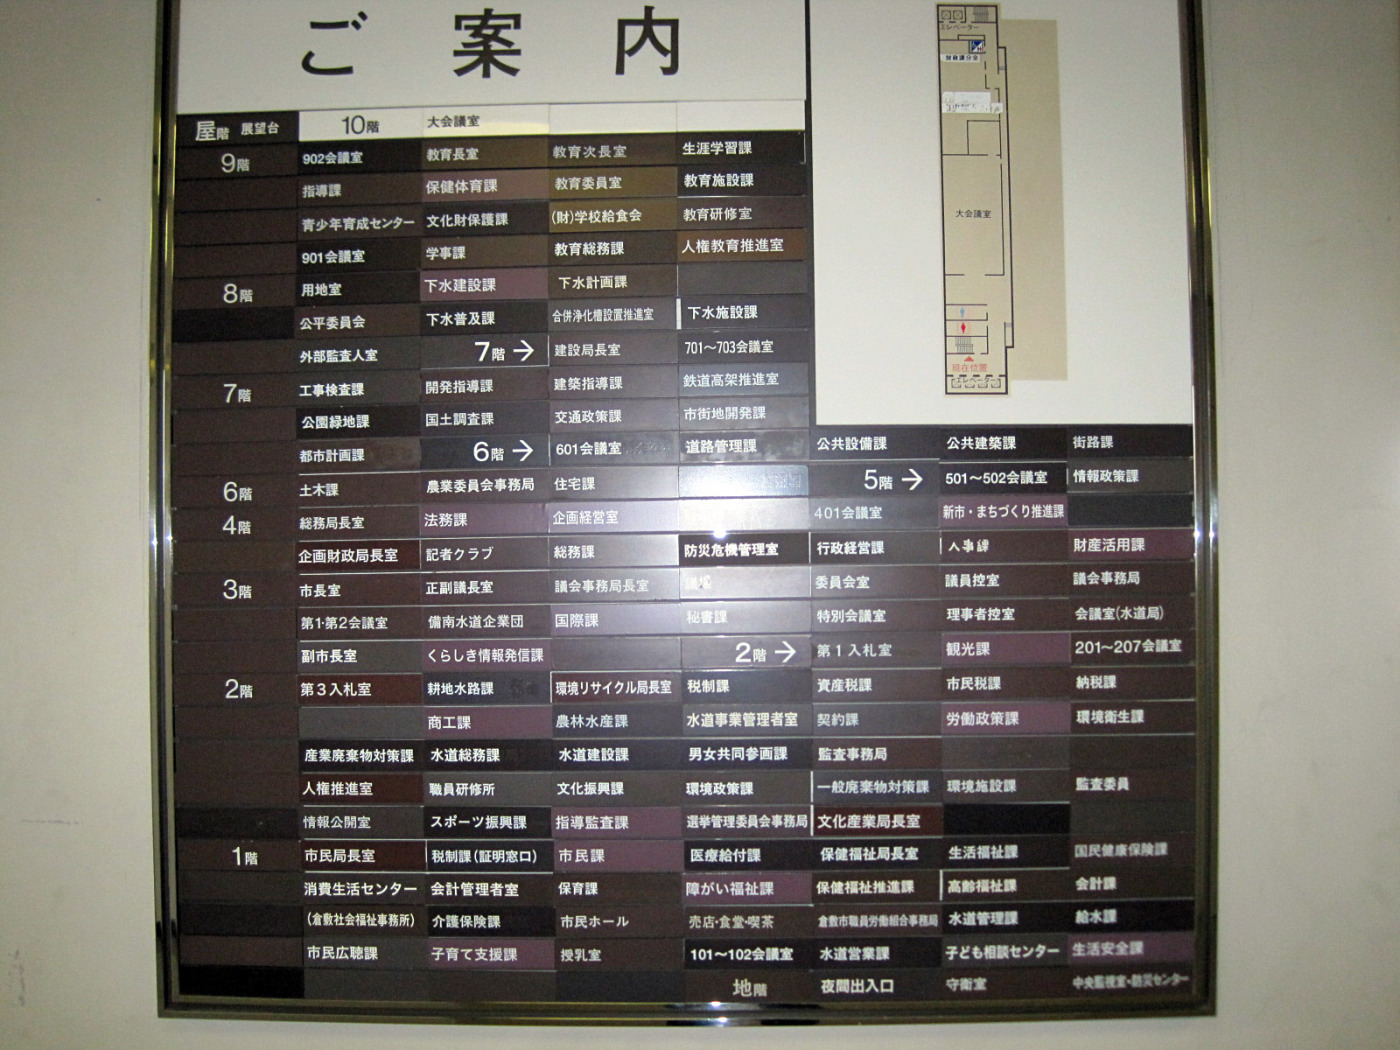 ご案内
屋階 展望台 10階 大会議室
9階 902会議室 教育長室 教育次長室 生涯学習課
指導課 保健体育課 教育委員室 教育施設課
青少年育成センター 文化財保護課 (財)学校給食会 教育研修室
901会議室 学事課 教育総務課 人権教育推進室
8階 用地室 下水建設課 下水計画課
公平委員会 下水普及課 合併浄化槽設置推進室 下水施設課
外部監査人室 7階→ 建設局長室 701〜703会議室
7階 工事検査課 開発指導課 建築指導課 鉄道高架推進室
公園緑地課 国土調査課 交通政策課 市街地開発課
都市計画課 6階→ 601会議室 道路管理課 公共設備課 公共建築課 街路課
6階 土木課 農業委員会事務局 住宅課 5階→ 501〜502会議室 情報政策課
4階 総務局長室 法務課 企画経営室 401会議室 新市・まちづくり推進課
企画財政局長室 記者クラブ 総務課 防災危機管理室 行政経営課 人事課 財産活用課
3階 市長室 正副議長室 議会事務局長室 議場 委員会室 議員控室 議会事務局
第1・第2会議室 備南水道企業団 国際課 秘書課 特別会議室 理事者控室 会議室(水道局)
副市長室 くらしき情報発信課 2階→ 第1入札室 観光課 201〜207会議室
2階 第3入札室 耕地水路課 環境リサイクル局長室 税制課 資産税課 市民税課 納税課
商工課 農林水産課 水道事業管理者室 契約課 労働政策課 環境衛生課
産業廃棄物対策課 水道総務課 水道建設課 男女共同参画課 監査事務局
人権推進室 職員研修所 文化振興課 環境政策課 一般廃棄物対策課 環境施設課 監査委員
情報公開室 スポーツ振興課 指導監査課 選挙管理委員会事務局 文化産業局長室
1階 市民局長室 税制課(証明窓口) 市民課 医療給付課 保健福祉局長室 生活福祉課 国民健康保険課
消費生活センター 会計管理者室 保育課 障がい福祉課 保健福祉推進課 高齢福祉課 会計課
(倉敷社会福祉事務所) 介護保険課 市民ホール 売店・食堂・喫茶 倉敷市職員労働組合事務局 水道管理課 給水課
市民広聴課 子育て支援課 授乳室 101〜102会議室 水道営業課 子ども相談センター 生活安全課
地階 夜間出入口 守衛室 中央監視室・防災センター
エレベーター
大会議室
現在位置
エレベーター